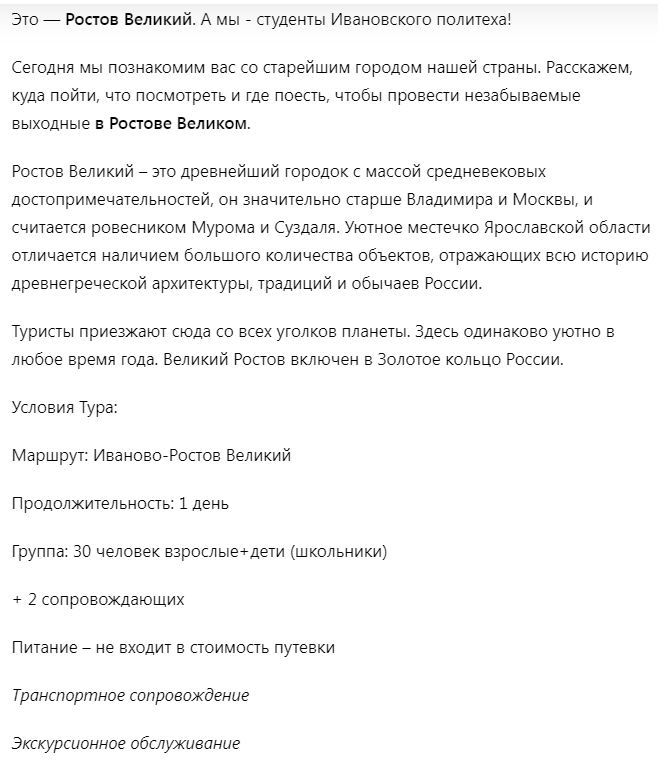 Это — Ростов Великий. А мы - студенты Ивановского политеха!
Сегодня мы познакомим вас со старейшим городом нашей страны. Расскажем,
куда пойти, что посмотреть и где поесть, чтобы провести незабываемые
выходные в Ростове Великом.
Ростов Великий – это древнейший городок с массой средневековых
достопримечательностей, он значительно старше Владимира и Москвы, и
считается ровесником Мурома и Суздаля. Уютное местечко Ярославской области
отличается наличием большого количества объектов, отражающих всю историю
древнегреческой архитектуры, традиций и обычаев России.
Туристы приезжают сюда со всех уголков планеты. Здесь одинаково уютно в
любое время года. Великий Ростов включен в Золотое кольцо России.
Условия Тура:
Маршрут: Иваново-Ростов Великий
Продолжительность: 1 день
Группа: 30 человек взрослые+дети (школьники)
+ 2 сопровождающих
Питание – не входит в стоимость путевки
Транспортное сопровождение
Экскурсионное обслуживание